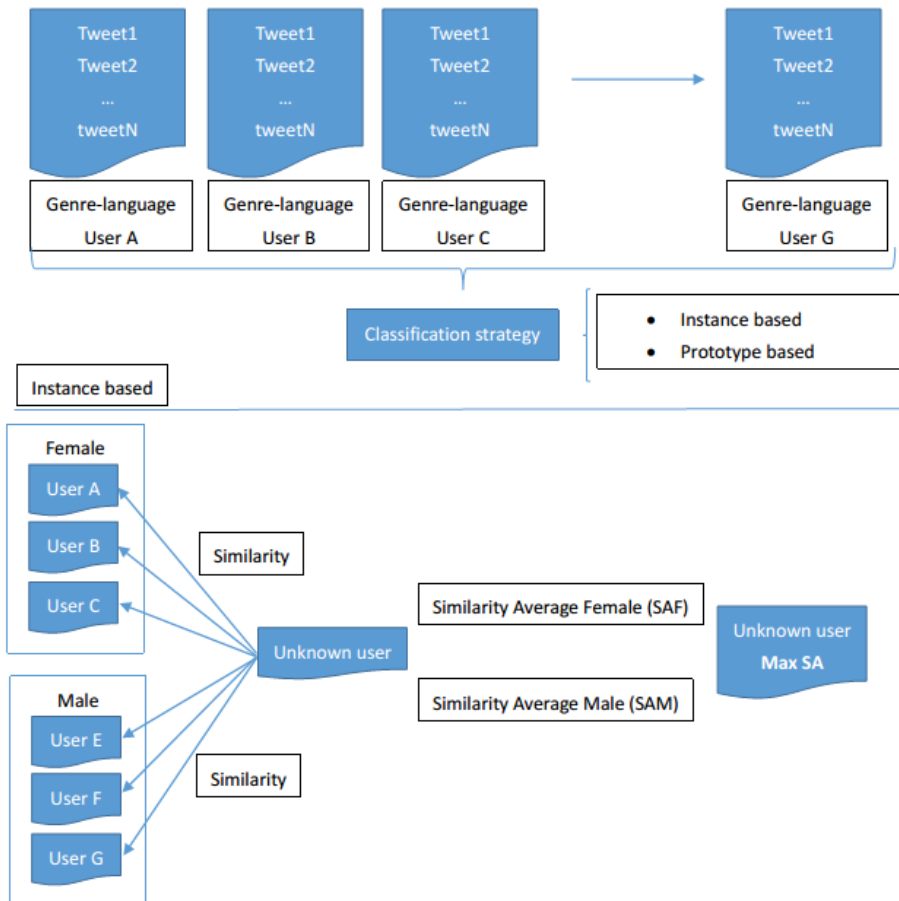 Tweet1
Tweet2
...
tweetN
Genre-language
User A
Tweet1
Tweet2
...
tweetN
Genre-language
User B
Tweet1
Tweet2
...
tweetN
Genre-language
User C
Tweet1
Tweet2
...
tweetN
Genre-language
User G
Classification strategy
• Instance based
• Prototype based
Instance based
Female
User A
User B
User C
Male
User E
User F
User G
Similarity
Similarity
Unknown user
Similarity Average Female (SAF)
Similarity Average Male (SAM)
Unknown user
Max SA